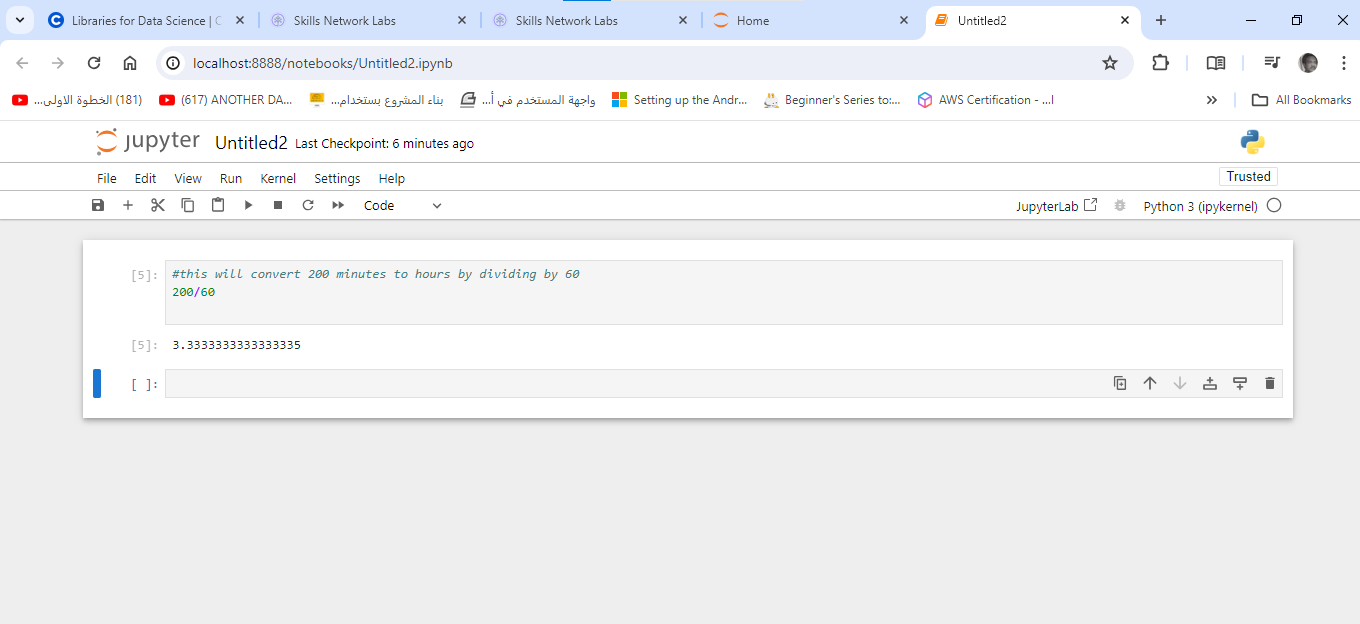 Libraries for Data Science | C
Skills Network Labs
Skills Network Labs
Home
Untitled2
localhost:8888/notebooks/Untitled2.ipynb
(181) الخطوة الاولى...
(617) ANOTHER DA...
بناء المشروع بستخدام...
واجهة المستخدم في أ...
Setting up the Andr...
Beginner's Series to:...
AWS Certification - ...ا
All Bookmarks
jupyter Untitled2 Last Checkpoint: 6 minutes ago
File Edit View Run Kernel Settings Help
Trusted
Code
JupyterLab
Python 3 (ipykernel)
[5]: #this will convert 200 minutes to hours by dividing by 60
200/60
[5]: 3.3333333333333335
[ ]: